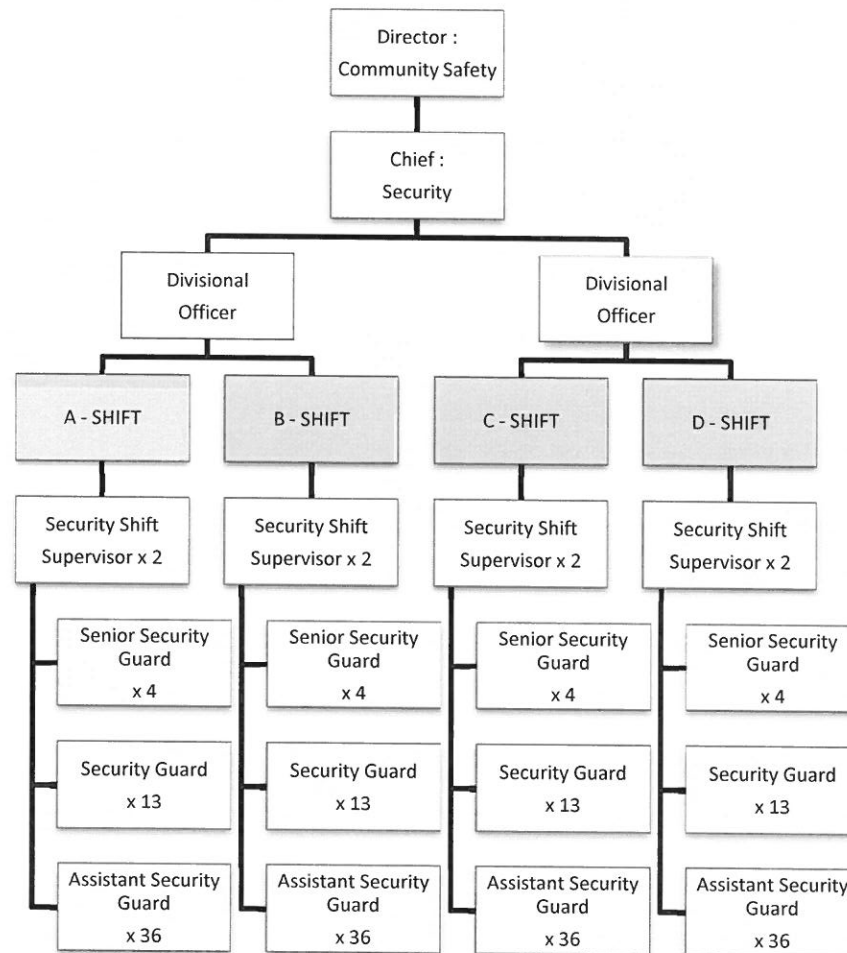 Director :
Community Safety
Chief :
Security
Divisional
Officer
Divisional
Officer
A - SHIFT
B - SHIFT
C - SHIFT
D - SHIFT
Security Shift
Supervisor x 2
Security Shift
Supervisor x 2
Security Shift
Supervisor x 2
Security Shift
Supervisor x 2
Senior Security
Guard
x 4
Senior Security
Guard
x 4
Senior Security
Guard
x 4
Senior Security
Guard
x 4
Security Guard
x 13
Security Guard
x 13
Security Guard
x 13
Security Guard
x 13
Assistant Security
Guard
x 36
Assistant Security
Guard
x 36
Assistant Security
Guard
x 36
Assistant Security
Guard
x 36